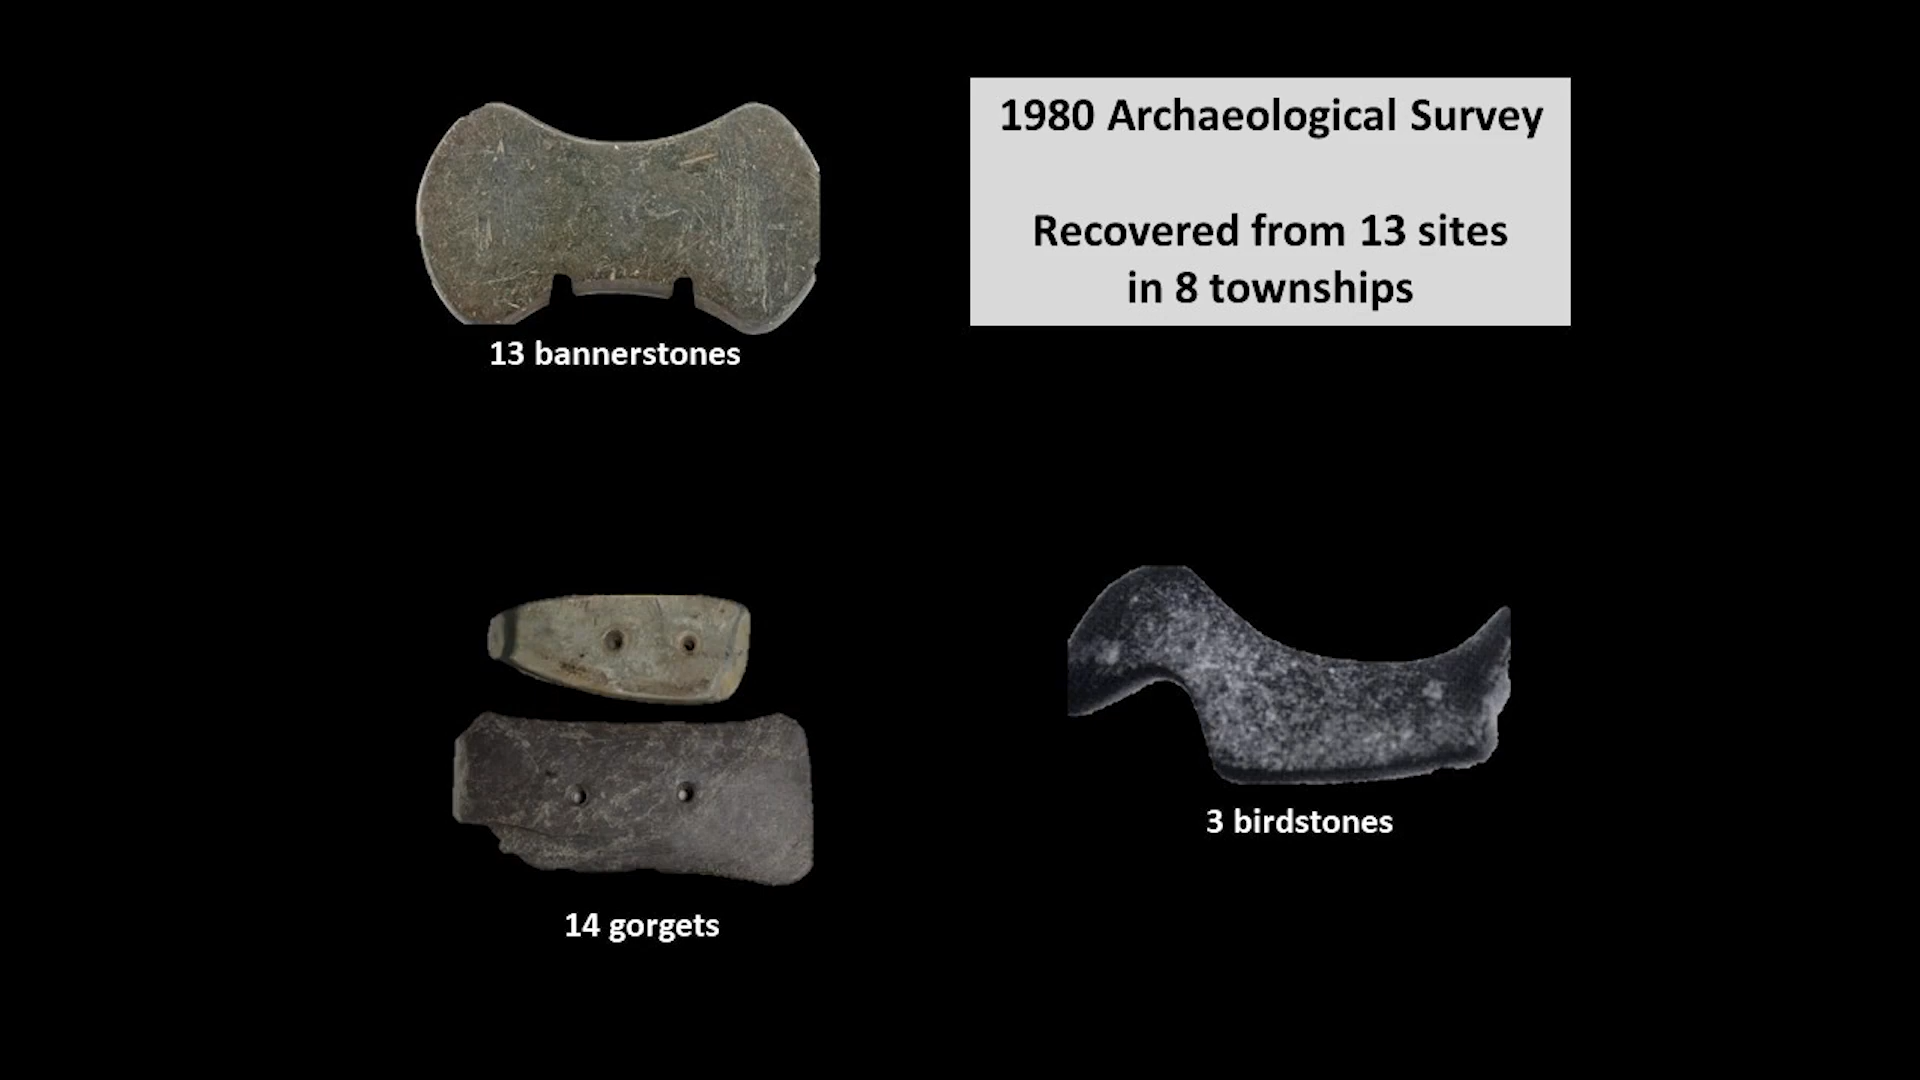 1980 Archaeological Survey
Recovered from 13 sites
in 8 townships
13 bannerstones
14 gorgets
3 birdstones